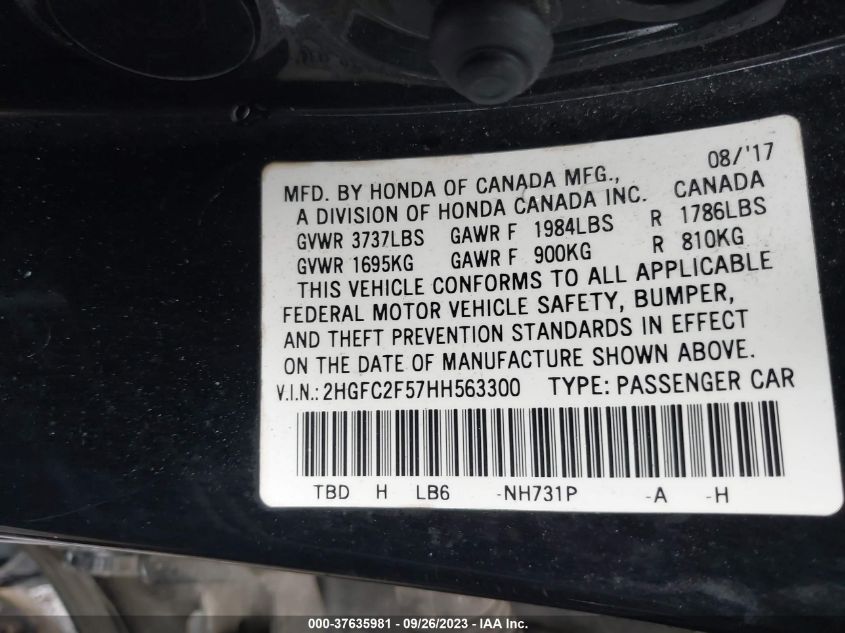 08/'17
MFD. BY HONDA OF CANADA MFG.,
A DIVISION OF HONDA CANADA INC. CANADA
GVWR 3737LBS GAWR F 1984LBS R 1786LBS
GVWR 1695KG GAWR F 900KG R 810KG
THIS VEHICLE CONFORMS TO ALL APPLICABLE
FEDERAL MOTOR VEHICLE SAFETY, BUMPER,
AND THEFT PREVENTION STANDARDS IN EFFECT
ON THE DATE OF MANUFACTURE SHOWN ABOVE.
V.I.N.: 2HGFC2F57HH563300 TYPE: PASSENGER CAR
TBD H LB6 -NH731P -A -H
000-37635981 - 09/26/2023 - IAA Inc.